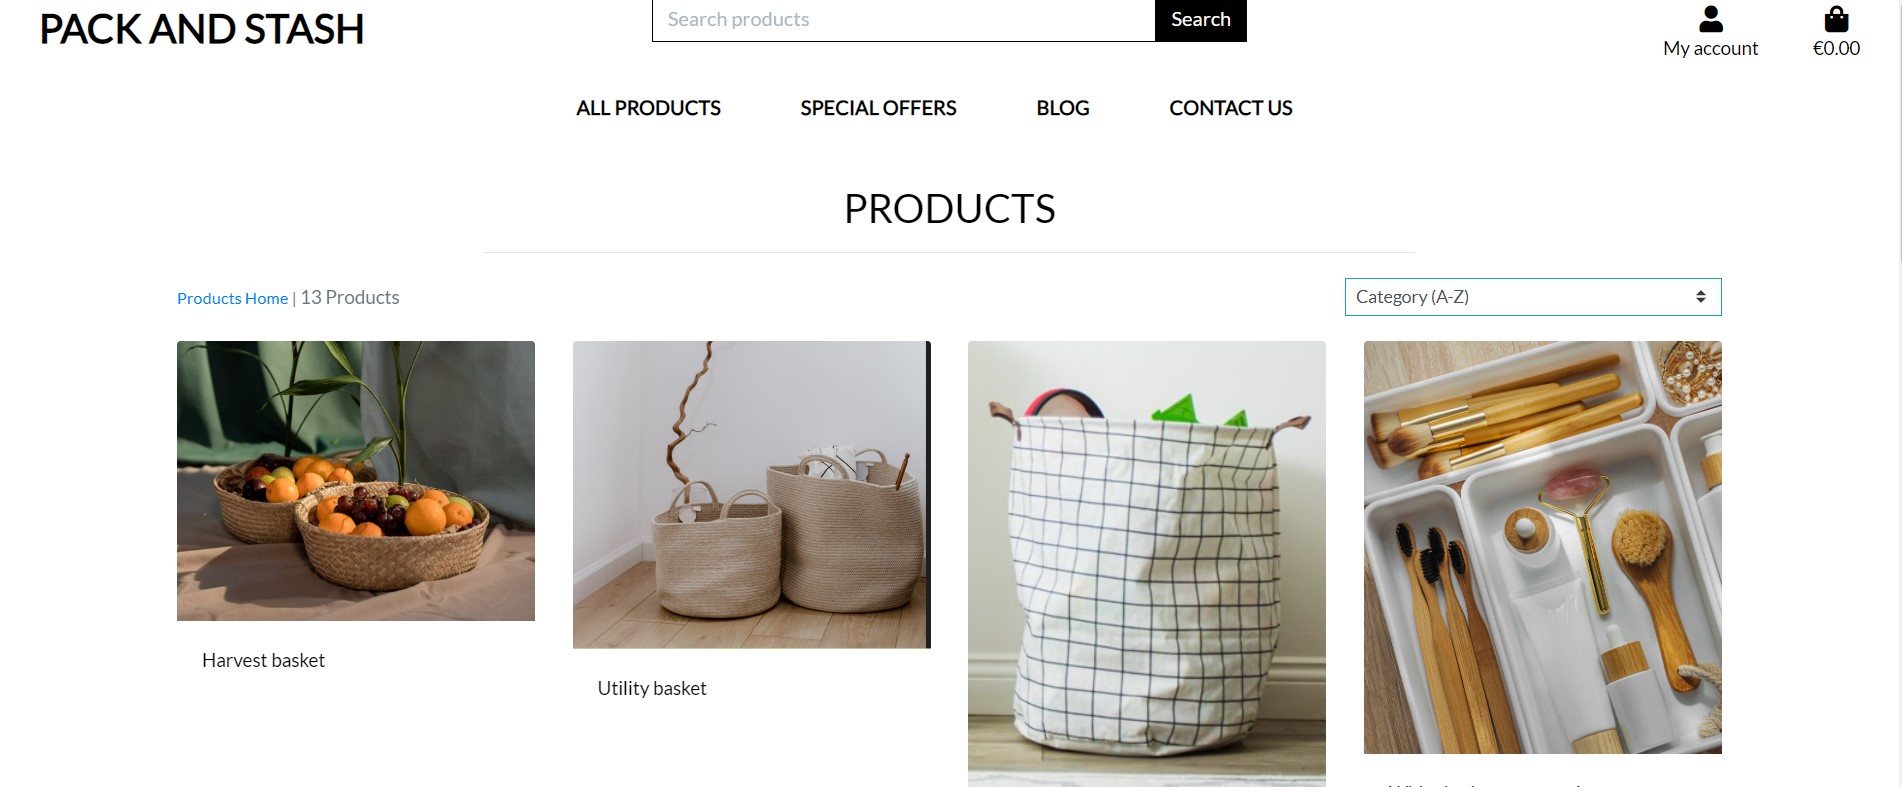 PACK AND STASH
Search products
Search
My account
€0.00
ALL PRODUCTS
SPECIAL OFFERS
BLOG
CONTACT US
PRODUCTS
Products Home | 13 Products
Category (A-Z)
Harvest basket
Utility basket